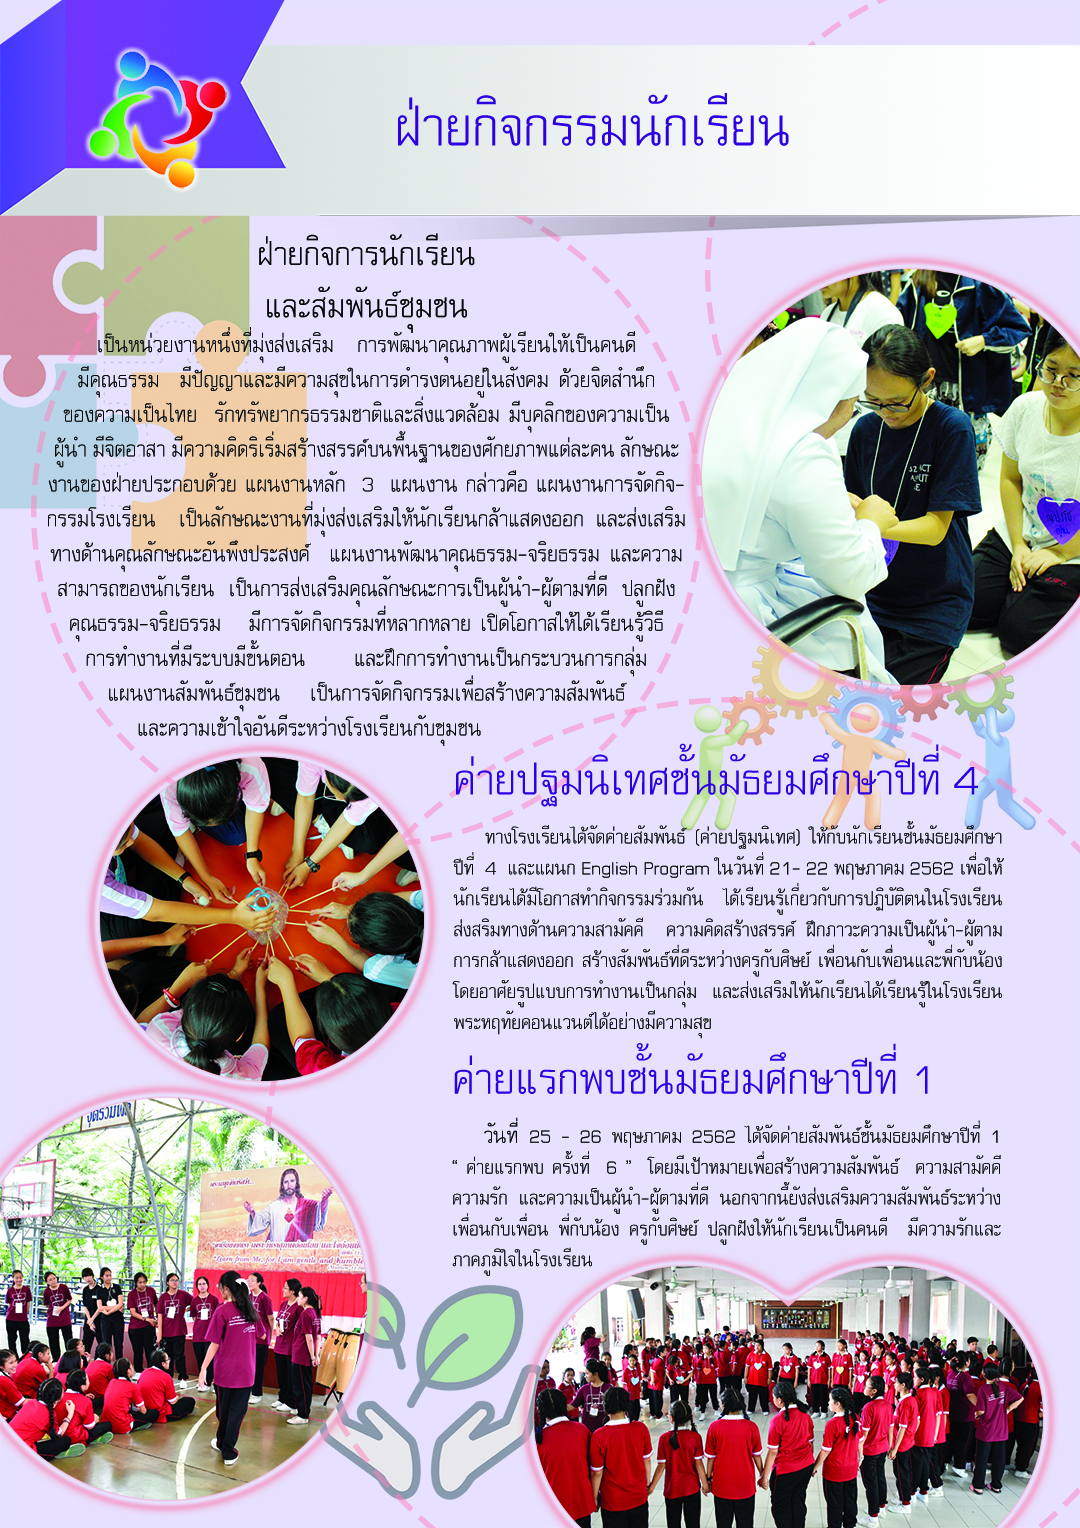 ฝ่ายกิจกรรมนักเรียน
ฝ่ายกิจการนักเรียน
และสัมพันธ์ชุมชน
เป็นหน่วยงานหนึ่งที่มุ่งส่งเสริม การพัฒนาคุณภาพผู้เรียนให้เป็นคนดี
มีคุณธรรม มีปัญญาและมีความสุขในการดำรงตนอยู่ในสังคม ด้วยจิตสำนึก
ของความเป็นไทย รักทรัพยากรธรรมชาติและสิ่งแวดล้อม มีบุคลิกของความเป็น
ผู้นำ มีจิตอาสา มีความคิดริเริ่มสร้างสรรค์บนพื้นฐานของศักยภาพแต่ละคน ลักษณะ
งานของฝ่ายประกอบด้วย แผนงานหลัก 3 แผนงาน กล่าวคือ แผนงานการจัดกิจ-
กรรมโรงเรียน เป็นลักษณะงานที่มุ่งส่งเสริมให้นักเรียนกล้าแสดงออก และส่งเสริม
ทางด้านคุณลักษณะอันพึงประสงค์ แผนงานพัฒนาคุณธรรม-จริยธรรม และความ
สามารถของนักเรียน เป็นการส่งเสริมคุณลักษณะการเป็นผู้นำ-ผู้ตามที่ดี ปลูกฝัง
คุณธรรม-จริยธรรม มีการจัดกิจกรรมที่หลากหลาย เปิดโอกาสให้ได้เรียนรู้วิธี
การทำงานที่มีระบบมีขั้นตอน และฝึกการทำงานเป็นกระบวนการกลุ่ม
แผนงานสัมพันธ์ชุมชน เป็นการจัดกิจกรรมเพื่อสร้างความสัมพันธ์
และความเข้าใจอันดีระหว่างโรงเรียนกับชุมชน
ค่ายปฐมนิเทศชั้นมัธยมศึกษาปีที่ 4
ทางโรงเรียนได้จัดค่ายสัมพันธ์ (ค่ายปฐมนิเทศ) ให้กับนักเรียนชั้นมัธยมศึกษา
ปีที่ 4 และแผนก English Program ในวันที่ 21- 22 พฤษภาคม 2562 เพื่อให้
นักเรียนได้มีโอกาสทำกิจกรรมร่วมกัน ได้เรียนรู้เกี่ยวกับการปฏิบัติตนในโรงเรียน
ส่งสริมทางด้านความสามัคคี ความคิดสร้างสรรค์ ฝึกภาวะความเป็นผู้นำ-ผู้ตาม
การกล้าแสดงออก สร้างสัมพันธ์ที่ดีระหว่างครูกับศิษย์ เพื่อนกับเพื่อนและพี่กับน้อง
โดยอาศัยรูปแบบการทำงานเป็นกลุ่ม และส่งเสริมให้นักเรียนได้เรียนรู้ในโรงเรียน
พระหฤทัยคอนแวนต์ได้อย่างมีความสุข
ค่ายแรกพบชั้นมัธยมศึกษาปีที่ 1
วันที่ 25 - 26 พฤษภาคม 2562 ได้จัดค่ายสัมพันธ์ชั้นมัธยมศึกษาปีที่ 1
“ ค่ายแรกพบ ครั้งที่ 6 ” โดยมีเป้าหมายเพื่อสร้างความสัมพันธ์ ความสามัคคี
ความรัก และความเป็นผู้นำ-ผู้ตามที่ดี นอกจากนี้ยังส่งเสริมความสัมพันธ์ระหว่าง
เพื่อนกับเพื่อน พี่กับน้อง ครูกับศิษย์ ปลูกฝังให้นักเรียนเป็นคนดี มีความรักและ
ภาคภูมิใจในโรงเรียน
"Learn from Me, for I am gentle and Humble